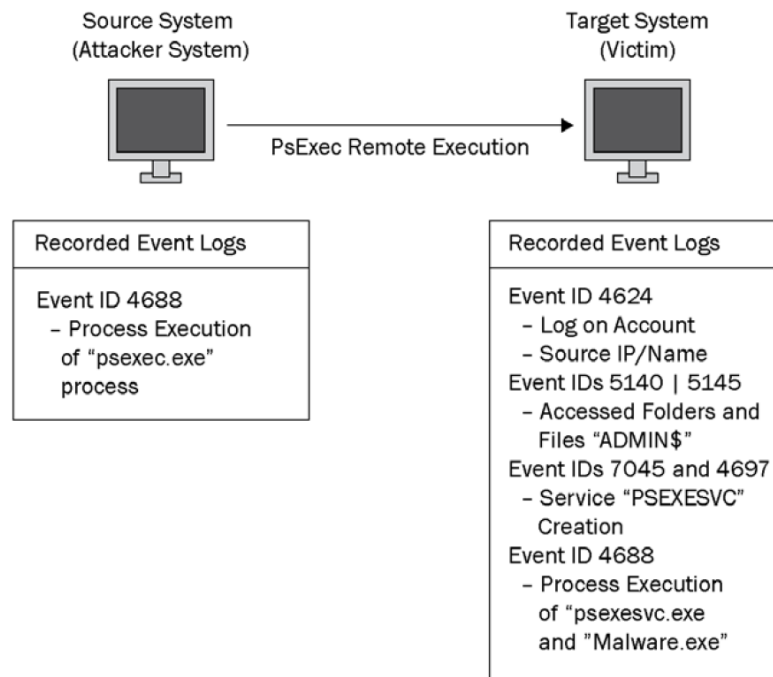 Source System
(Attacker System)
Target System
(Victim)
PsExec Remote Execution
Recorded Event Logs
Event ID 4688
– Process Execution
of “psexec.exe”
process
Recorded Event Logs
Event ID 4624
– Log on Account
– Source IP/Name
Event IDs 5140 | 5145
– Accessed Folders and
Files “ADMIN$”
Event IDs 7045 and 4697
– Service “PSEXESVC”
Creation
Event ID 4688
– Process Execution
of “psexesvc.exe
and ”Malware.exe”